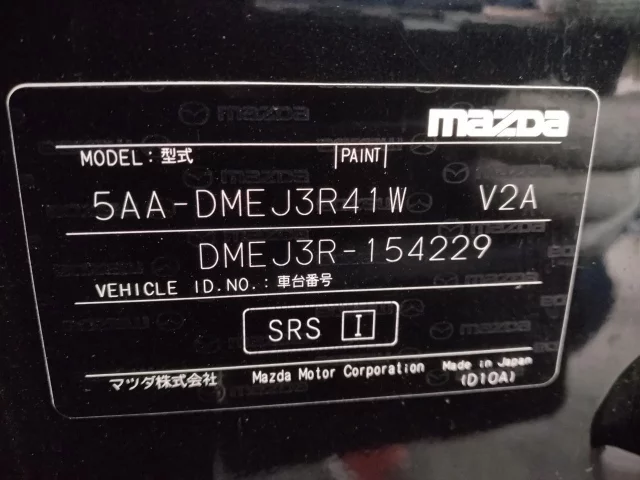 mazda
MODEL：型式 |PAINT|
5AA-DMEJ3R41W V2A
DMEJ3R-154229
VEHICLE ID.NO.：車台番号
SRS I
マツダ株式会社 Mazda Motor Corporation Made in Japan
(D10A)